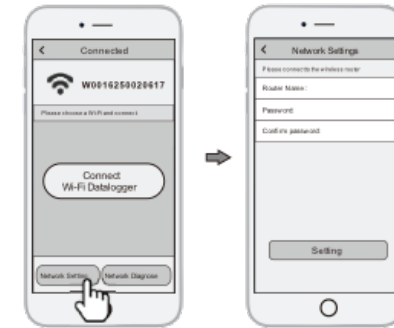 Connected
W0016250020617
Please choose a Wi-Fi and connect
Connect
Wi-Fi Datalogger
Network Setting
Network Diagnose
Network Settings
Please connect to the wireless router
Router Name:
Password:
Confirm password:
Setting